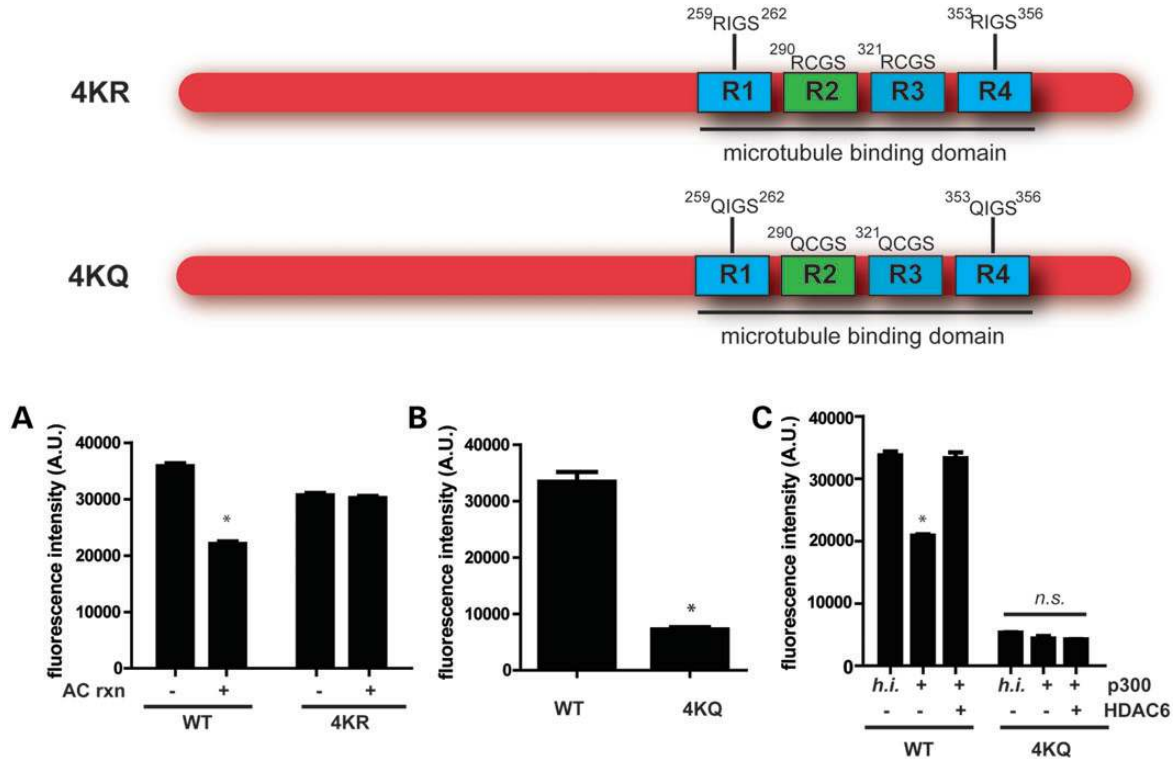 259RIGS262 353RIGS356
290RCGS 321RCGS
4KR R1 R2 R3 R4
microtubule binding domain
259QIGS262 353QIGS356
290QCGS 321QCGS
4KQ R1 R2 R3 R4
microtubule binding domain
A
fluorescence intensity (A.U.)
40000
30000
20000
10000
0
*
AC rxn - + - +
WT 4KR
B
fluorescence intensity (A.U.)
40000
30000
20000
10000
0
*
WT 4KQ
C
fluorescence intensity (A.U.)
40000
30000
20000
10000
0
*
n.s.
h.i. + + h.i. + + p300
- - + - - + HDAC6
WT 4KQ